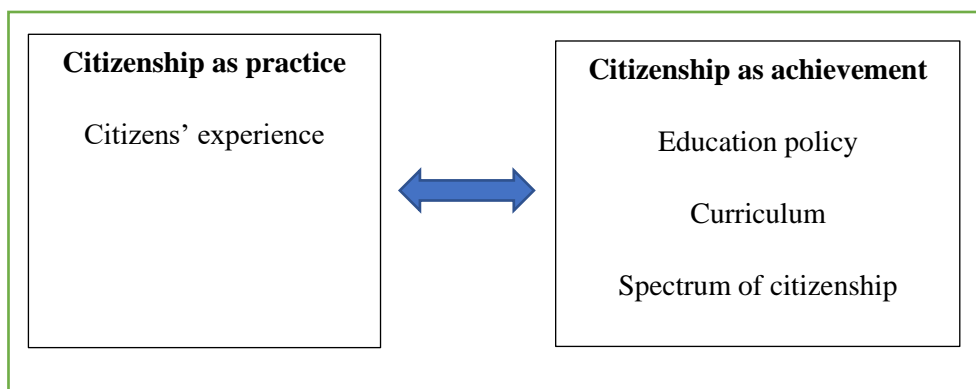 Citizenship as practice
Citizens’ experience
Citizenship as achievement
Education policy
Curriculum
Spectrum of citizenship